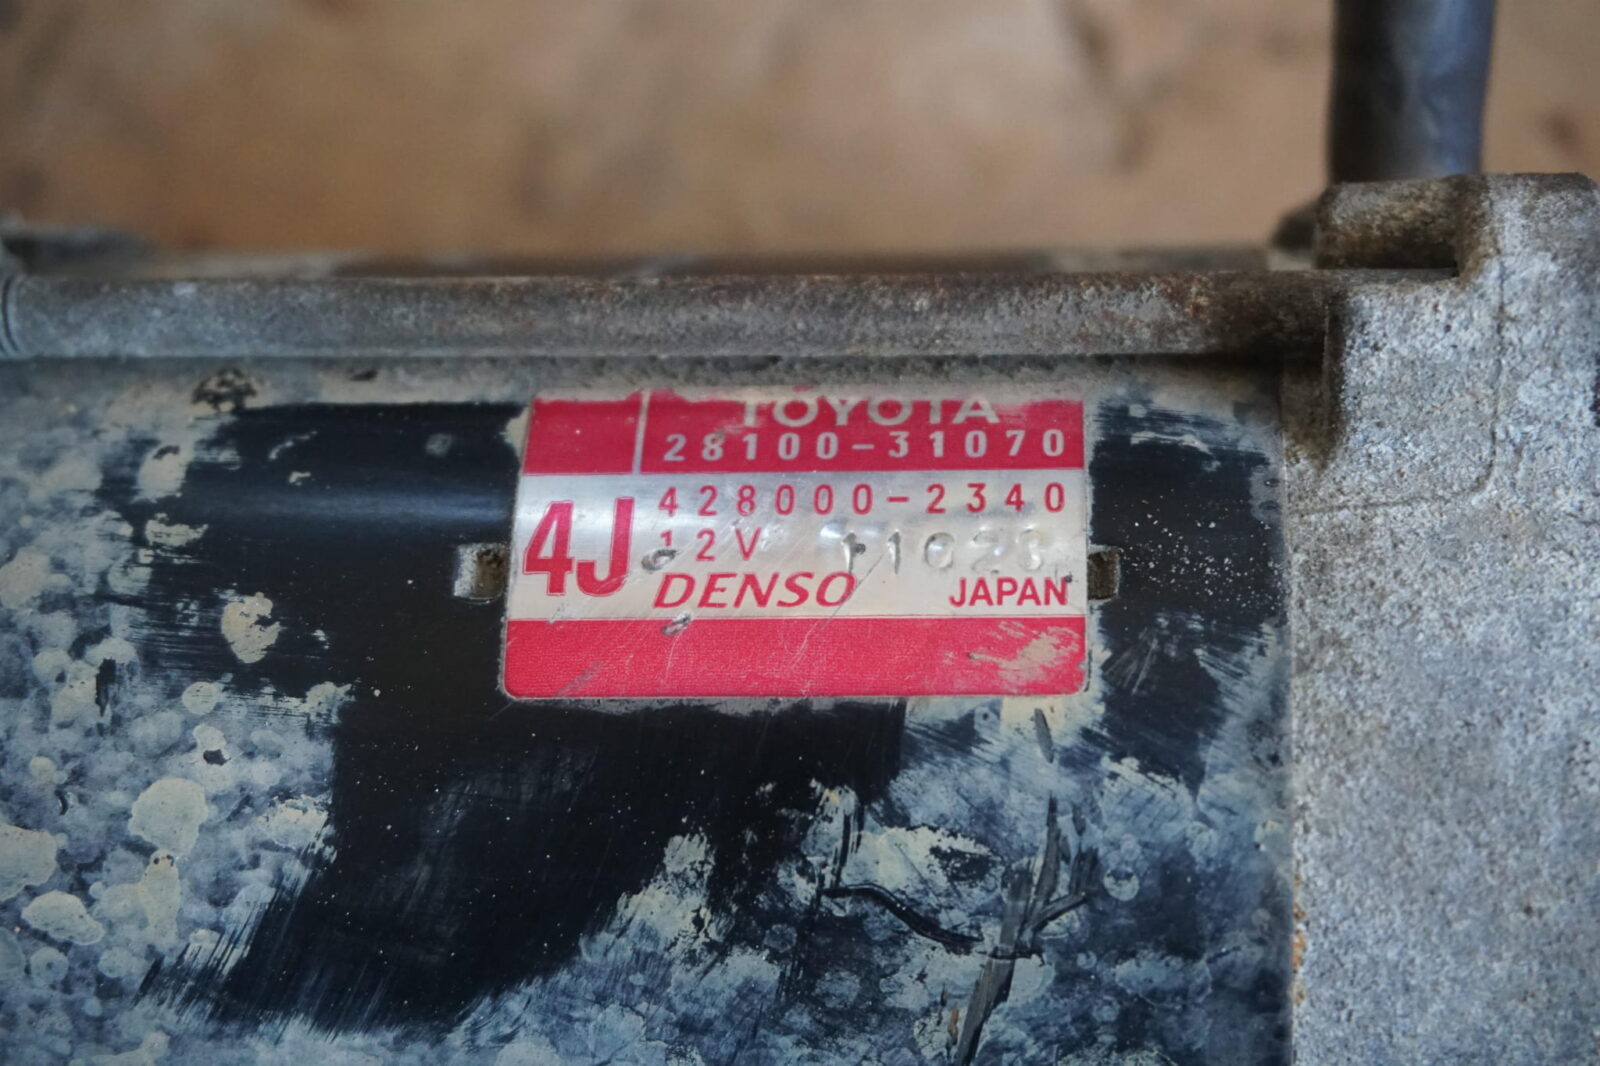 TOYOTA
28100-31070
4J
428000-2340
12V
DENSO JAPAN